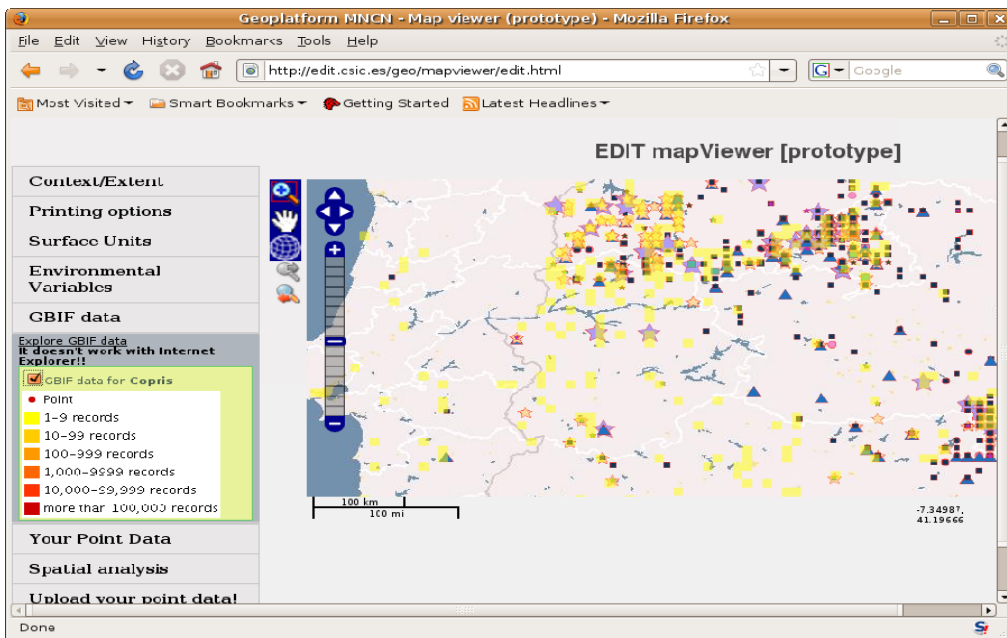 Geoplatform MNCN - Map viewer (prototype) - Mozilla Firefox
File Edit View History Bookmarks Tools Help
http://edit.csic.es/geo/mapviewer/edit.html
G Google
Most Visited Smart Bookmarks Getting Started Latest Headlines
EDIT mapViewer [prototype]
Context/Extent
Printing options
Surface Units
Environmental
Variables
GBIF data
Explore GBIF data
It doesn't work with Internet
Explorer!!
GBIF data for Copris
Point
1-9 records
10-99 records
100-999 records
1,000-9999 records
10,000-99,999 records
more than 100,000 records
Your Point Data
Spatial analysis
Upload your point data!
100 km
100 mi
-7.34987,
41.19666
Done